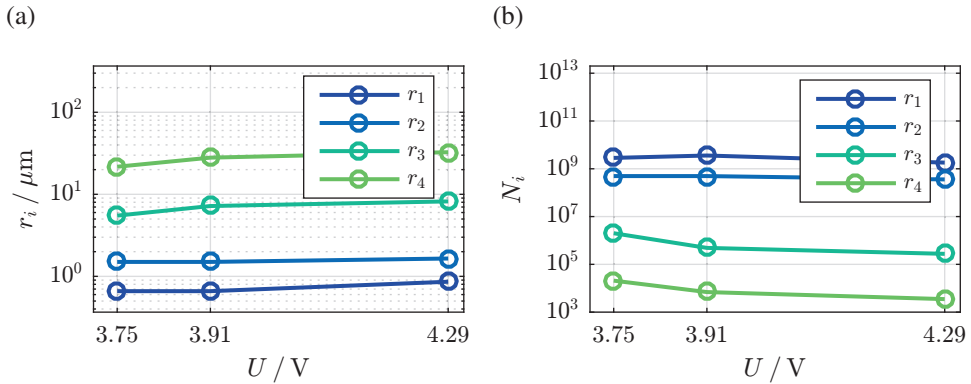 (a)
r_i / μm
10^2
10^1
10^0
r_1
r_2
r_3
r_4
3.75
3.91
4.29
U / V
(b)
N_i
10^13
10^11
10^9
10^7
10^5
10^3
r_1
r_2
r_3
r_4
3.75
3.91
4.29
U / V